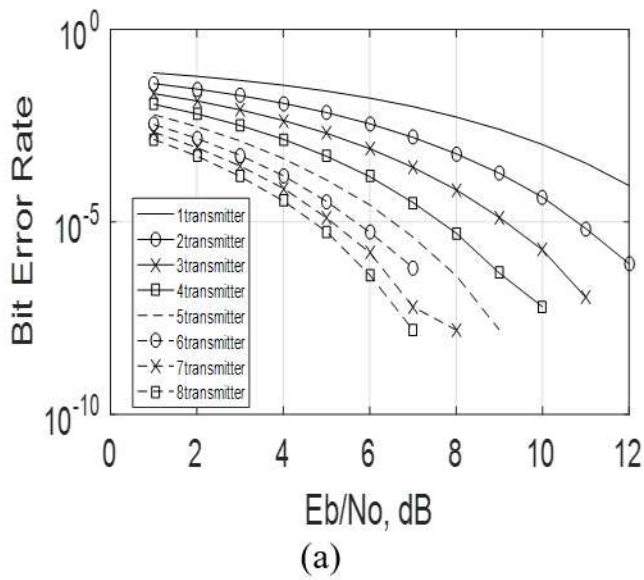 10^0
Bit Error Rate
10^-5
1transmitter
2transmitter
3transmitter
4transmitter
5transmitter
6transmitter
7transmitter
8transmitter
10^-10
0 2 4 6 8 10 12
Eb/No, dB
(a)